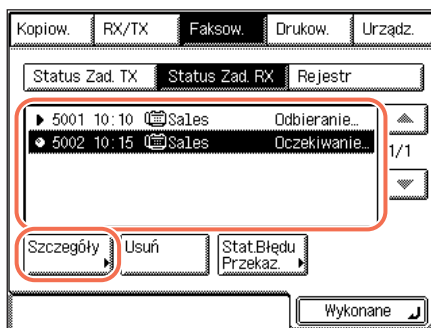 Kopiow. RX/TX Faksow. Drukow. Urządz.
Status Zad. TX Status Zad. RX Rejestr
5001 10:10 Sales Odbieranie…
5002 10:15 Sales Oczekiwanie…
1/1
Szczegóły Usuń Stat.Błędu
Przekaz.
Wykonane